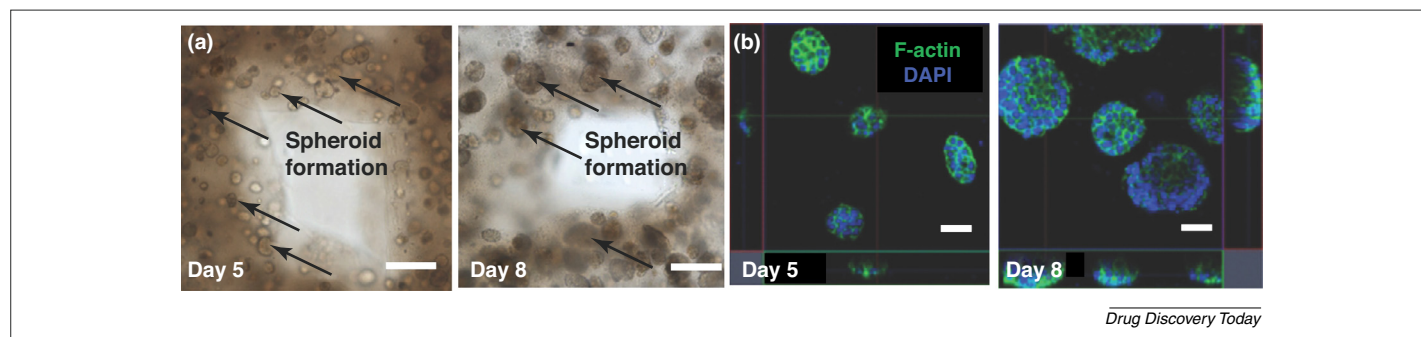 (a)
Spheroid
formation
Day 5
Spheroid
formation
Day 8
(b)
F-actin
DAPI
Day 5
Day 8
Drug Discovery Today